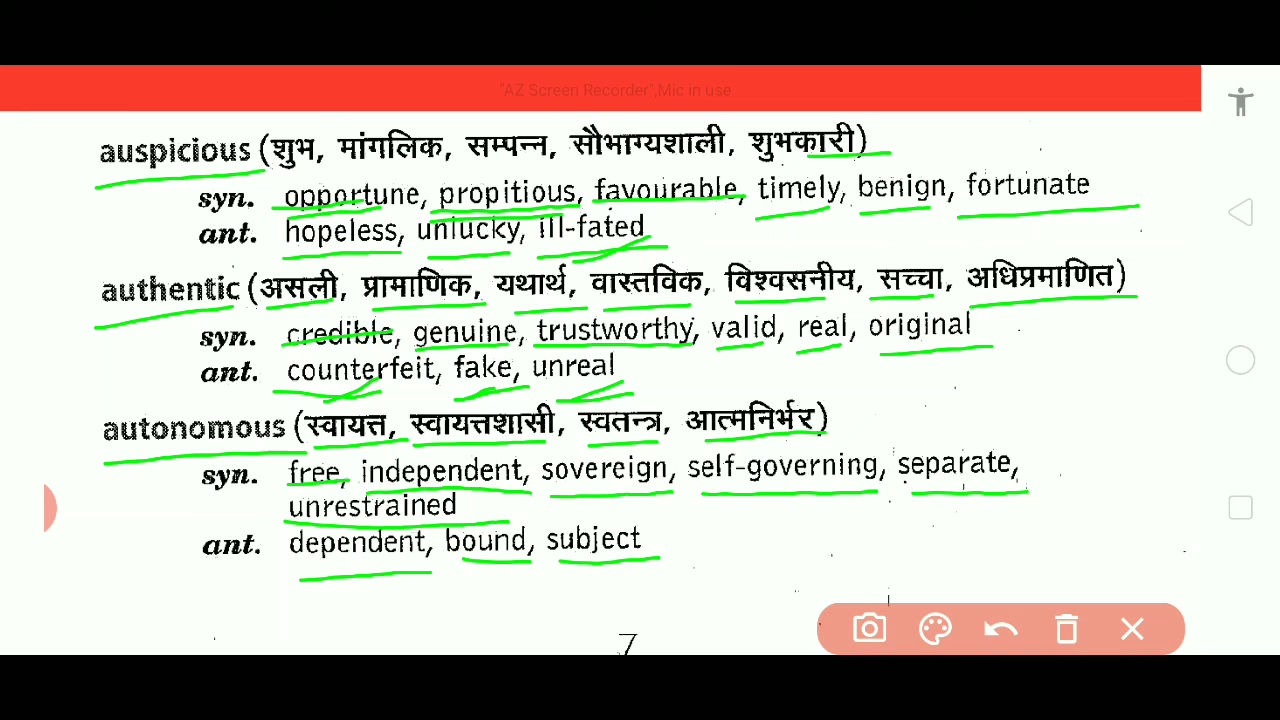 "AZ Screen Recorder",Mic in use
auspicious (शुभ, मांगलिक, सम्पन्न, सौभाग्यशाली, शुभकारी)
syn. opportune, propitious, favourable, timely, benign, fortunate
ant. hopeless, unlucky, ill-fated
authentic (असली, प्रामाणिक, यथार्थ, वास्तविक, विश्वसनीय, सच्चा, अधिप्रमाणित)
syn. credible, genuine, trustworthy, valid, real, original
ant. counterfeit, fake, unreal
autonomous (स्वायत्त, स्वायत्तशासी, स्वतन्त्र, आत्मनिर्भर)
syn. free, independent, sovereign, self-governing, separate,
unrestrained
ant. dependent, bound, subject
7